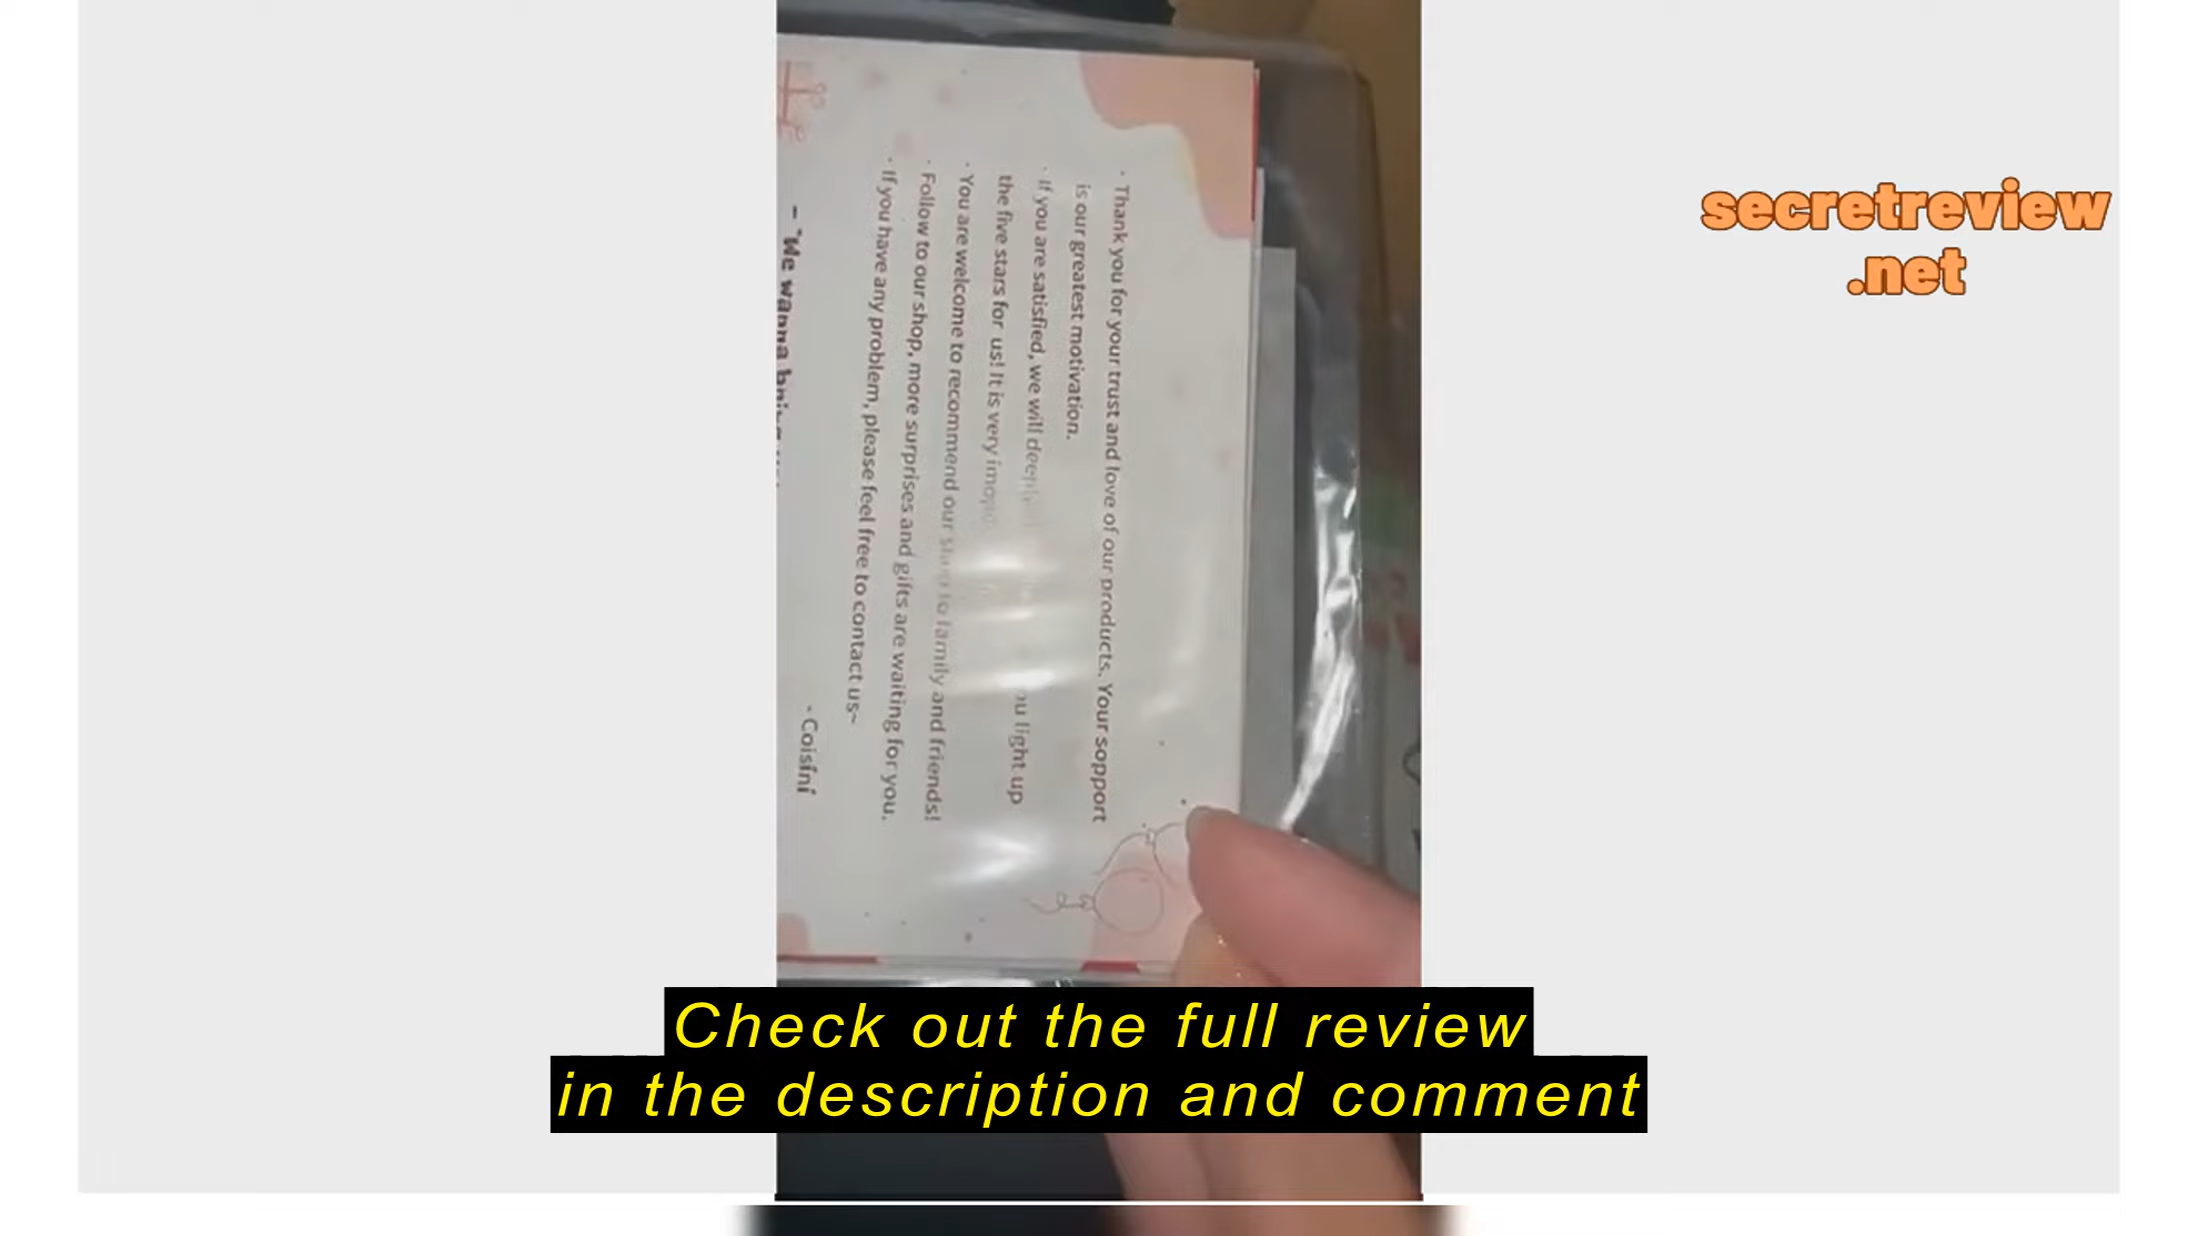 secretreview
.net
· Thank you for your trust and love of our products. Your sopport
is our greatest motivation.
· If you are satisfied, we will ou light up
the five stars for us! It is very
· You are welcome to recommend our to family and friends!
· Follow to our shop, more surprises and gifts are waiting for you.
· If you have any problem, please feel free to contact us~
- Coisíní
– "We wanna
Check out the full review
in the description and comment